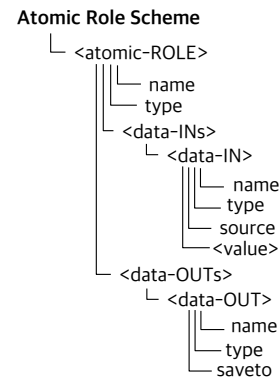 Atomic Role Scheme
<atomic-ROLE>
name
type
<data-INs>
<data-IN>
name
type
source
<value>
<data-OUTs>
<data-OUT>
name
type
saveto